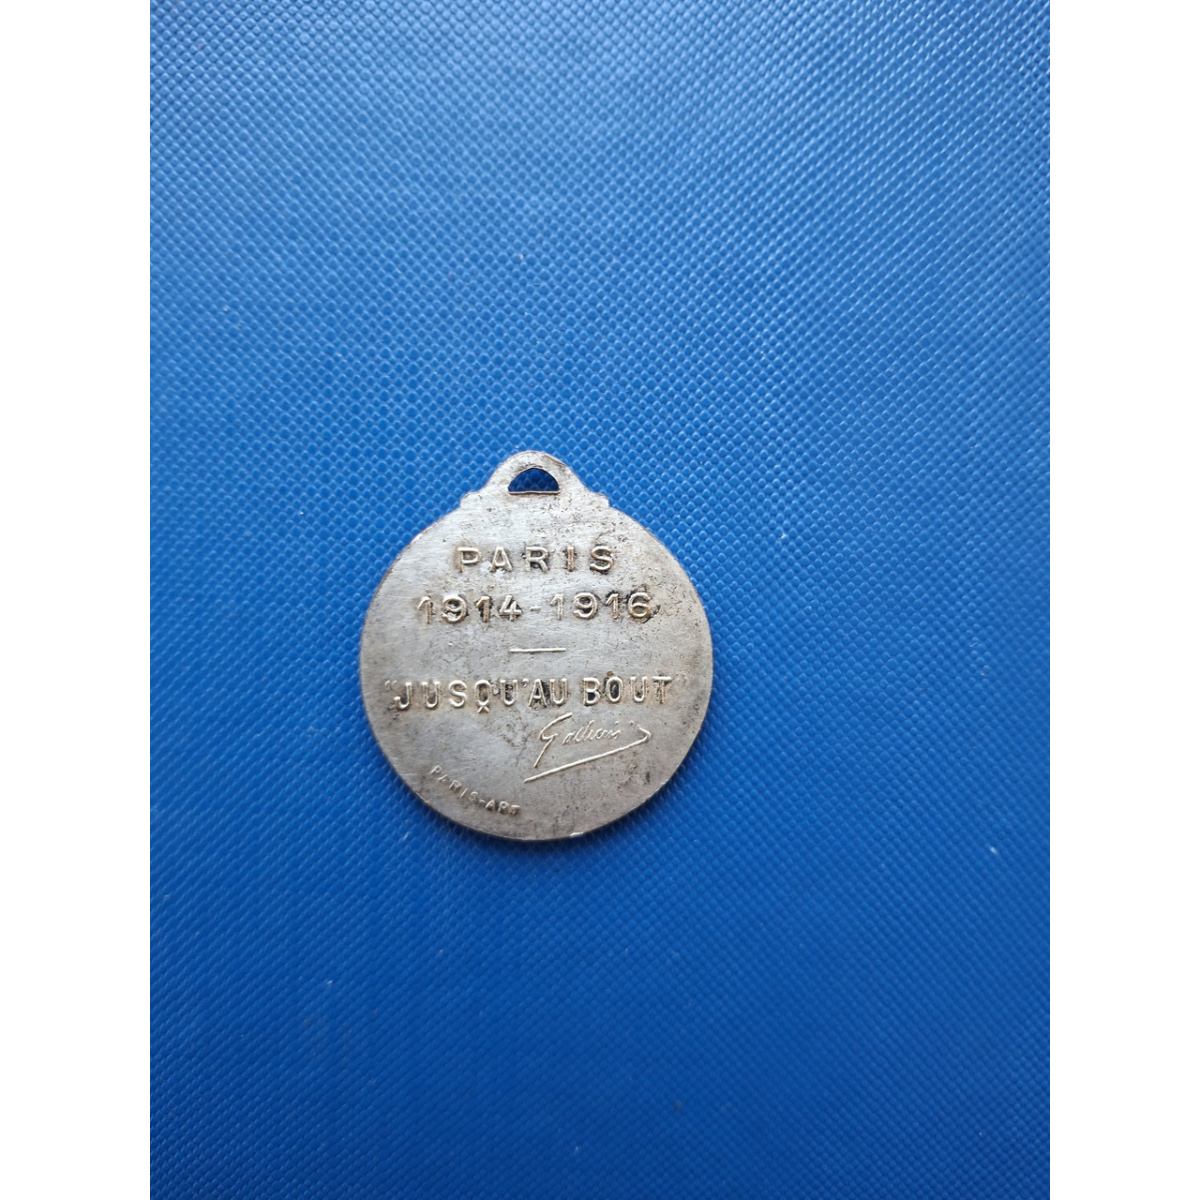 PARIS
1914-1916
"JUSQU'AU BOUT"
Gallieni
PARIS-ART